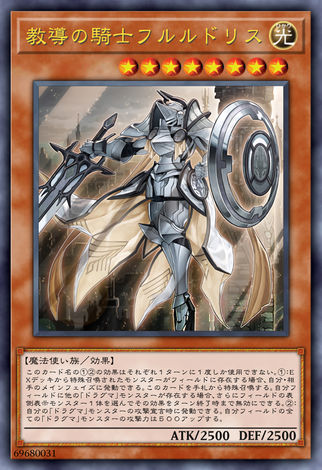 教導の騎士フルルドリス
光
[魔法使い族／効果]
このカード名の①②の効果はそれぞれ１ターンに１度しか使用できない。①：E
Xデッキから特殊召喚されたモンスターがフィールドに存在する場合、自分・相
手のメインフェイズに発動できる。このカードを手札から特殊召喚する。自分フ
ィールドに他の「ドラグマ」モンスターが存在する場合、さらにフィールドの表
側表示モンスター１体を選んでその効果をターン終了時まで無効にできる。②：
自分の「ドラグマ」モンスターの攻撃宣言時に発動できる。自分フィールドの全
ての「ドラグマ」モンスターの攻撃力は５００アップする。
ATK/2500 DEF/2500
69680031